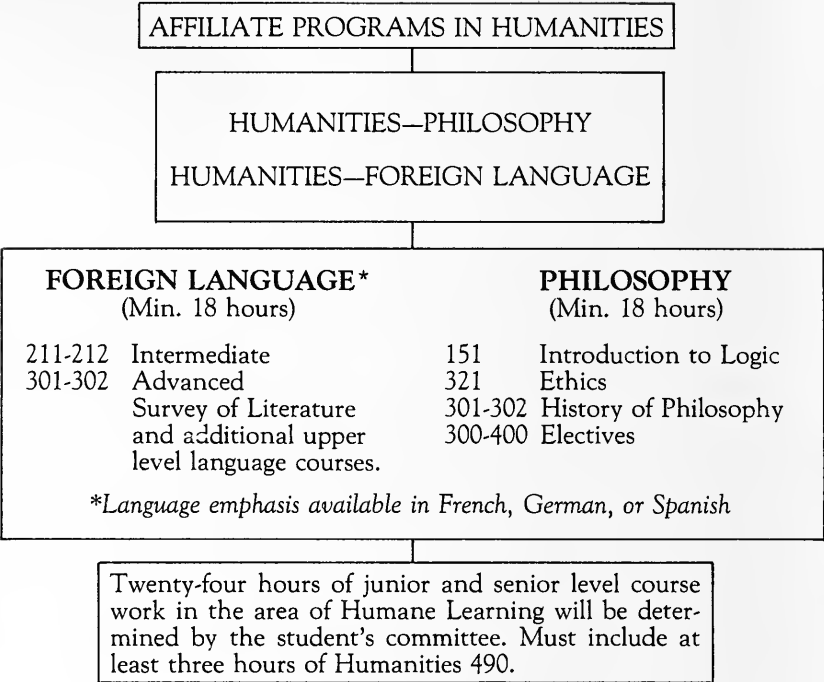 AFFILIATE PROGRAMS IN HUMANITIES
HUMANITIES—PHILOSOPHY
HUMANITIES—FOREIGN LANGUAGE
FOREIGN LANGUAGE*
(Min. 18 hours)
211-212 Intermediate
301-302 Advanced
Survey of Literature
and additional upper
level language courses.
PHILOSOPHY
(Min. 18 hours)
151 Introduction to Logic
321 Ethics
301-302 History of Philosophy
300-400 Electives
*Language emphasis available in French, German, or Spanish
Twenty-four hours of junior and senior level course
work in the area of Humane Learning will be deter-
mined by the student's committee. Must include at
least three hours of Humanities 490.